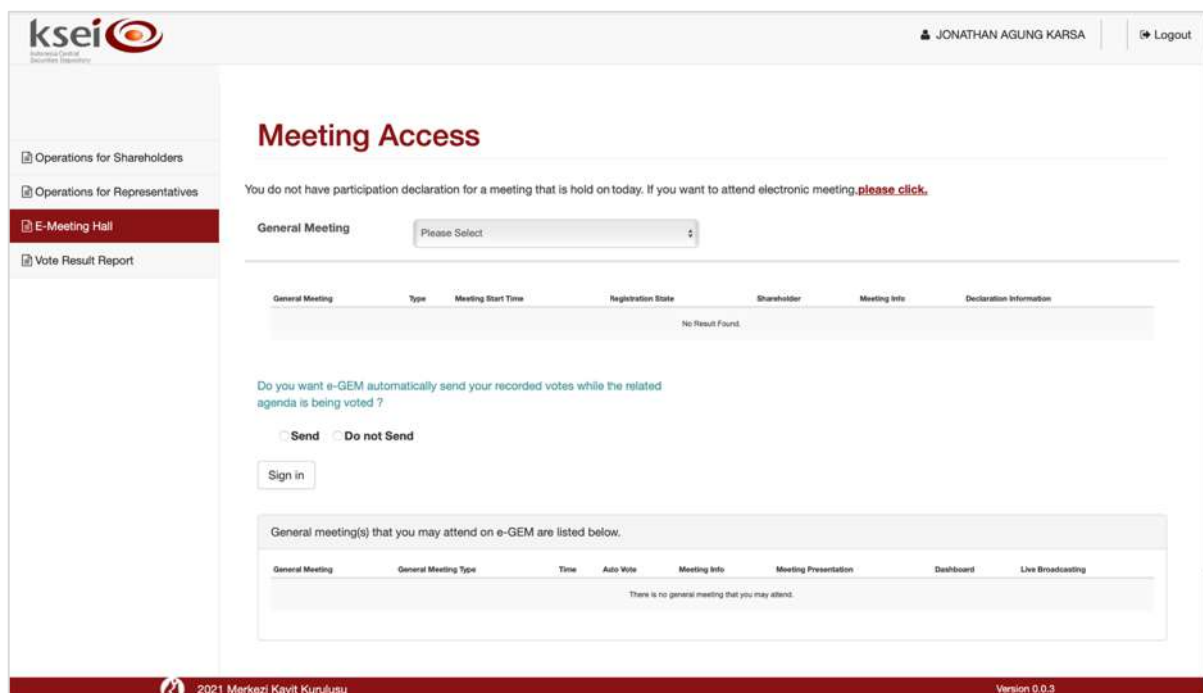 ksei
Indonesia Central
Securities Depository
JONATHAN AGUNG KARSA
Logout
Operations for Shareholders
Operations for Representatives
E-Meeting Hall
Vote Result Report
Meeting Access
You do not have participation declaration for a meeting that is hold on today. If you want to attend electronic meeting,please click.
General Meeting
Please Select
General Meeting Type Meeting Start Time Registration State Shareholder Meeting Info Declaration Information
No Result Found.
Do you want e-GEM automatically send your recorded votes while the related
agenda is being voted ?
Send Do not Send
Sign in
General meeting(s) that you may attend on e-GEM are listed below.
General Meeting General Meeting Type Time Auto Vote Meeting Info Meeting Presentation Dashboard Live Broadcasting
There is no general meeting that you may attend.
2021 Merkezi Kayit Kurulusu Version 0.0.3